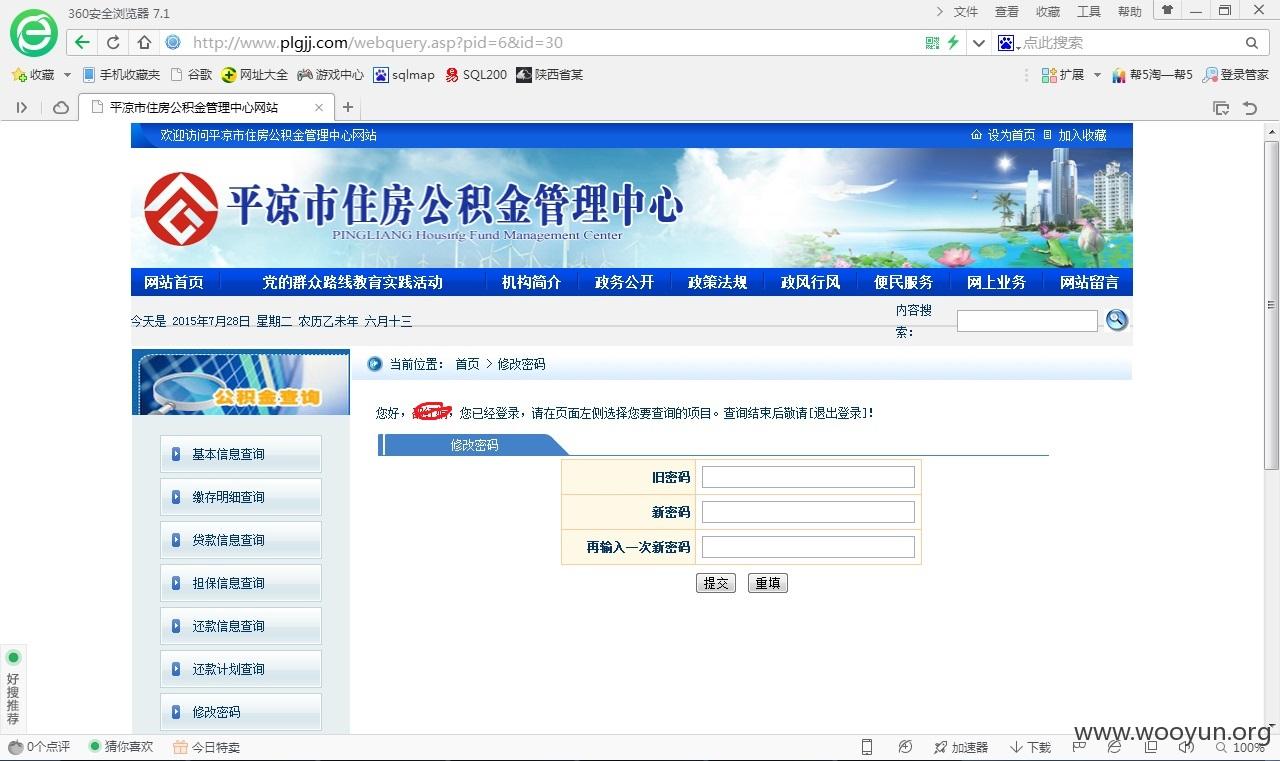 360安全浏览器 7.1
文件 查看 收藏 工具 帮助
http://www.plgjj.com/webquery.asp?pid=6&id=30
点此搜索
收藏 手机收藏夹 谷歌 网址大全 游戏中心 sqlmap SQL200 陕西省某
扩展 帮5淘—帮5 登录管家
平凉市住房公积金管理中心网站
欢迎访问平凉市住房公积金管理中心网站
设为首页 加入收藏
平凉市住房公积金管理中心
PINGLIANG Housing Fund Management Center
网站首页 党的群众路线教育实践活动 机构简介 政务公开 政策法规 政风行风 便民服务 网上业务 网站留言
今天是 2015年7月28日 星期二 农历乙未年 六月十三
内容搜
索:
公积金查询
当前位置: 首页 > 修改密码
您好, , 您已经登录,请在页面左侧选择您要查询的项目。查询结束后敬请[退出登录]!
修改密码
旧密码
新密码
再输入一次新密码
提交 重填
基本信息查询
缴存明细查询
贷款信息查询
担保信息查询
还款信息查询
还款计划查询
修改密码
好搜推荐
www.wooyun.org
0个点评 猜你喜欢 今日特卖
加速器 下载 100%